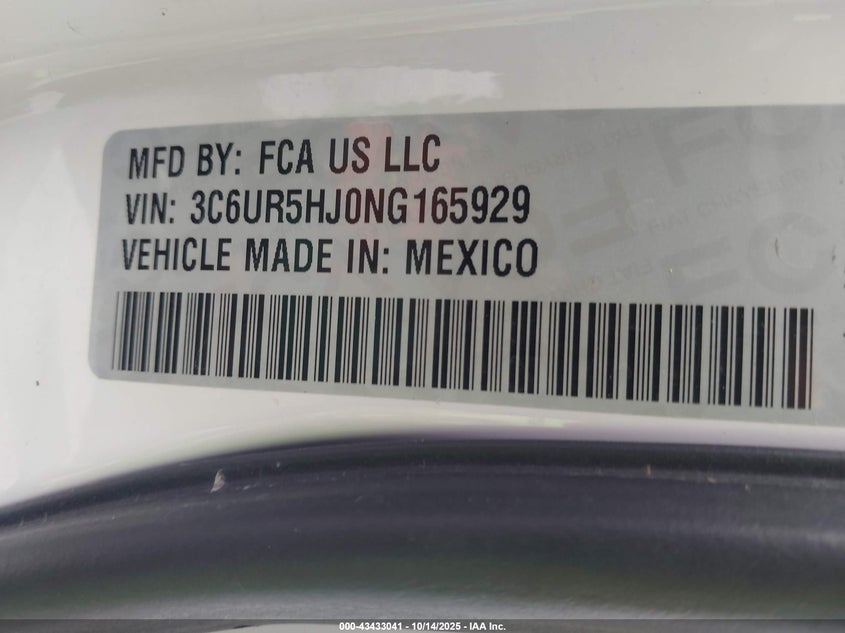 MFD BY: FCA US LLC
VIN: 3C6UR5HJ0NG165929
VEHICLE MADE IN: MEXICO
000-43433041 - 10/14/2025 - IAA Inc.